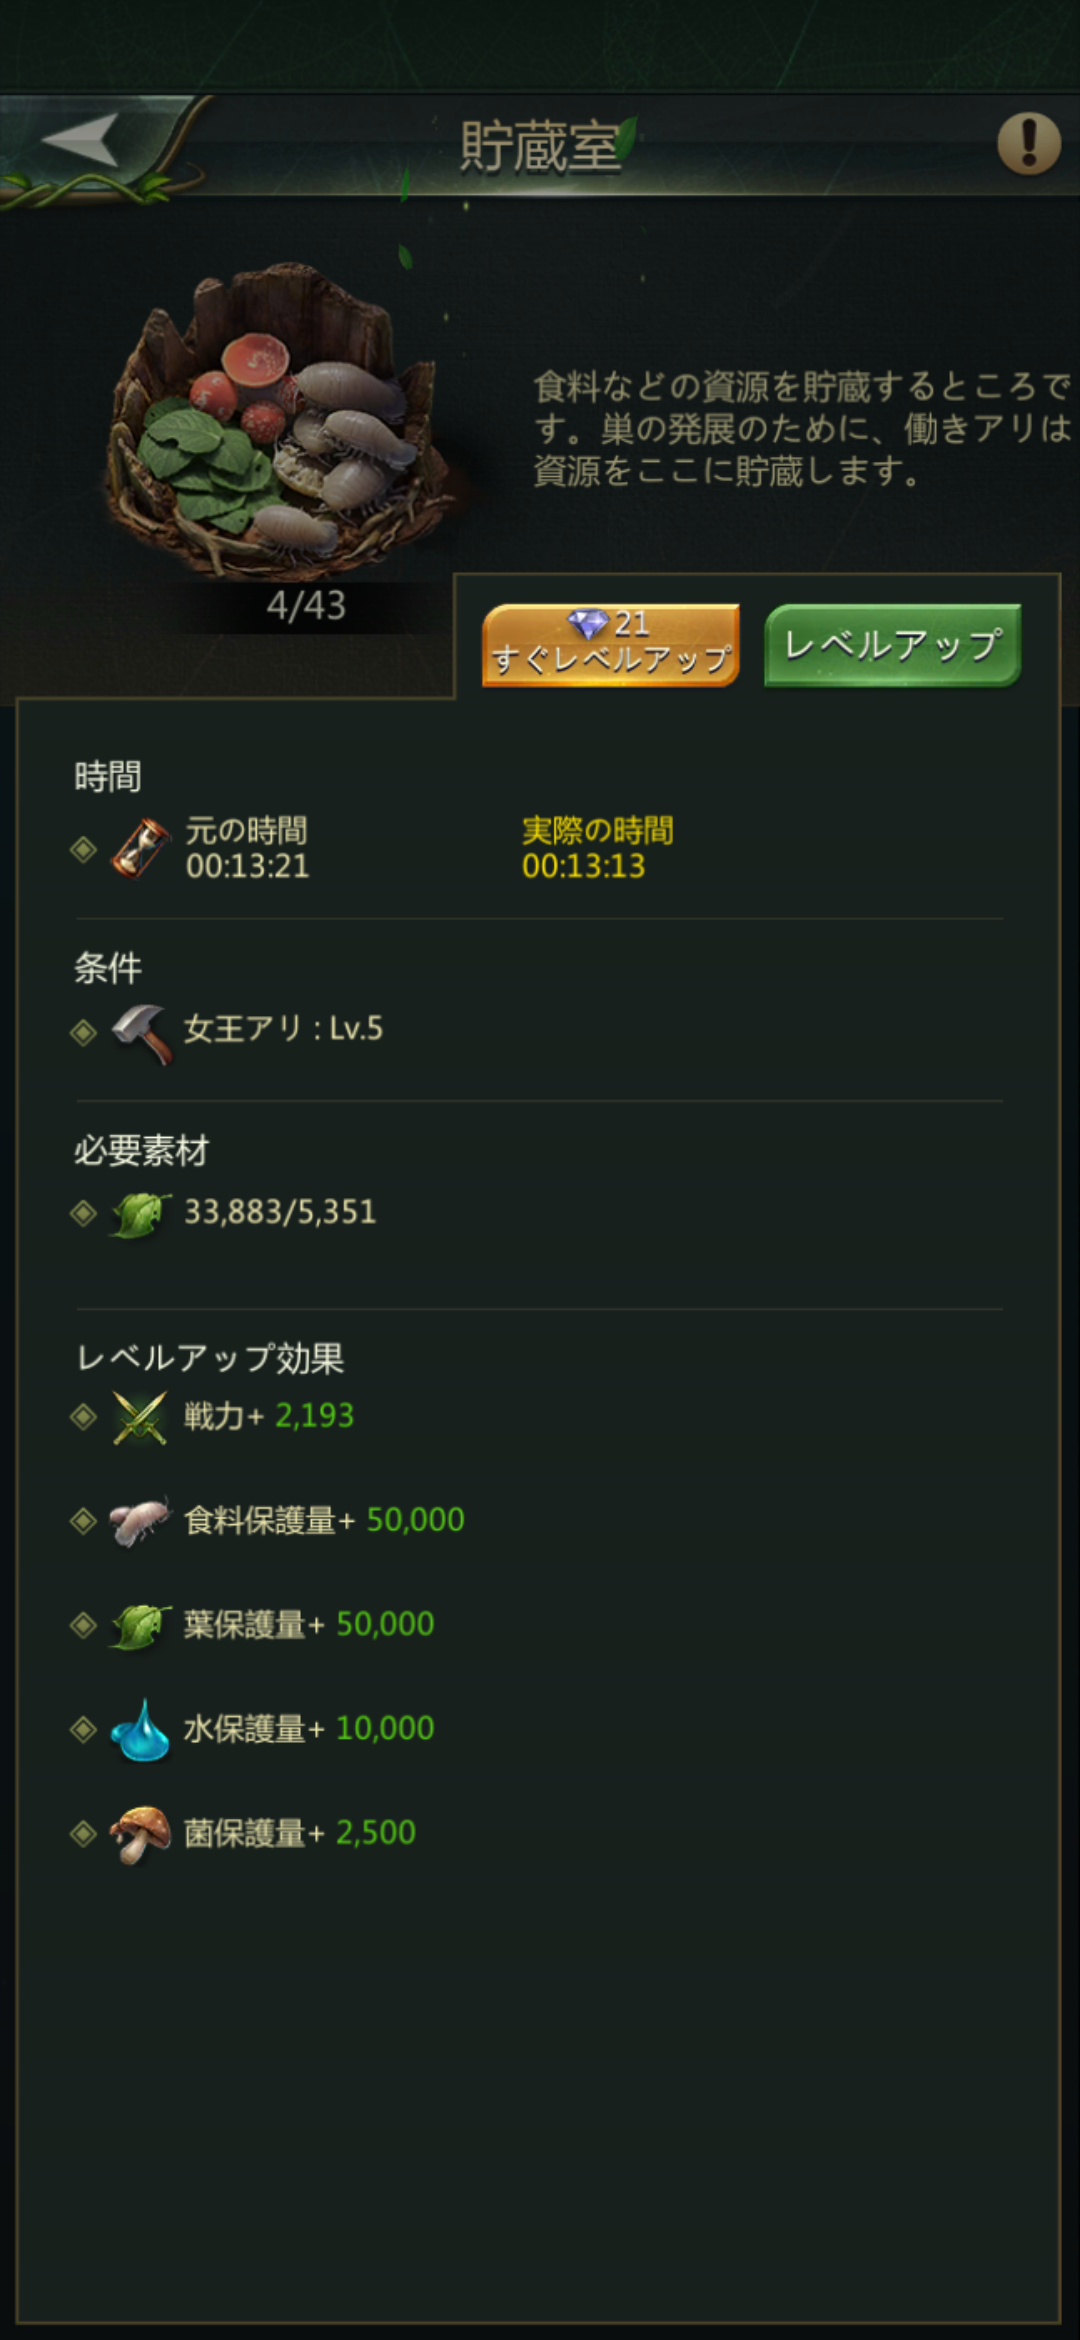 貯蔵室
食料などの資源を貯蔵するところで
す。巣の発展のために、働きアリは
資源をここに貯蔵します。
4/43
21
すぐレベルアップ
レベルアップ
時間
元の時間
00:13:21
実際の時間
00:13:13
条件
女王アリ : Lv.5
必要素材
33,883/5,351
レベルアップ効果
戦力+ 2,193
食料保護量+ 50,000
葉保護量+ 50,000
水保護量+ 10,000
菌保護量+ 2,500